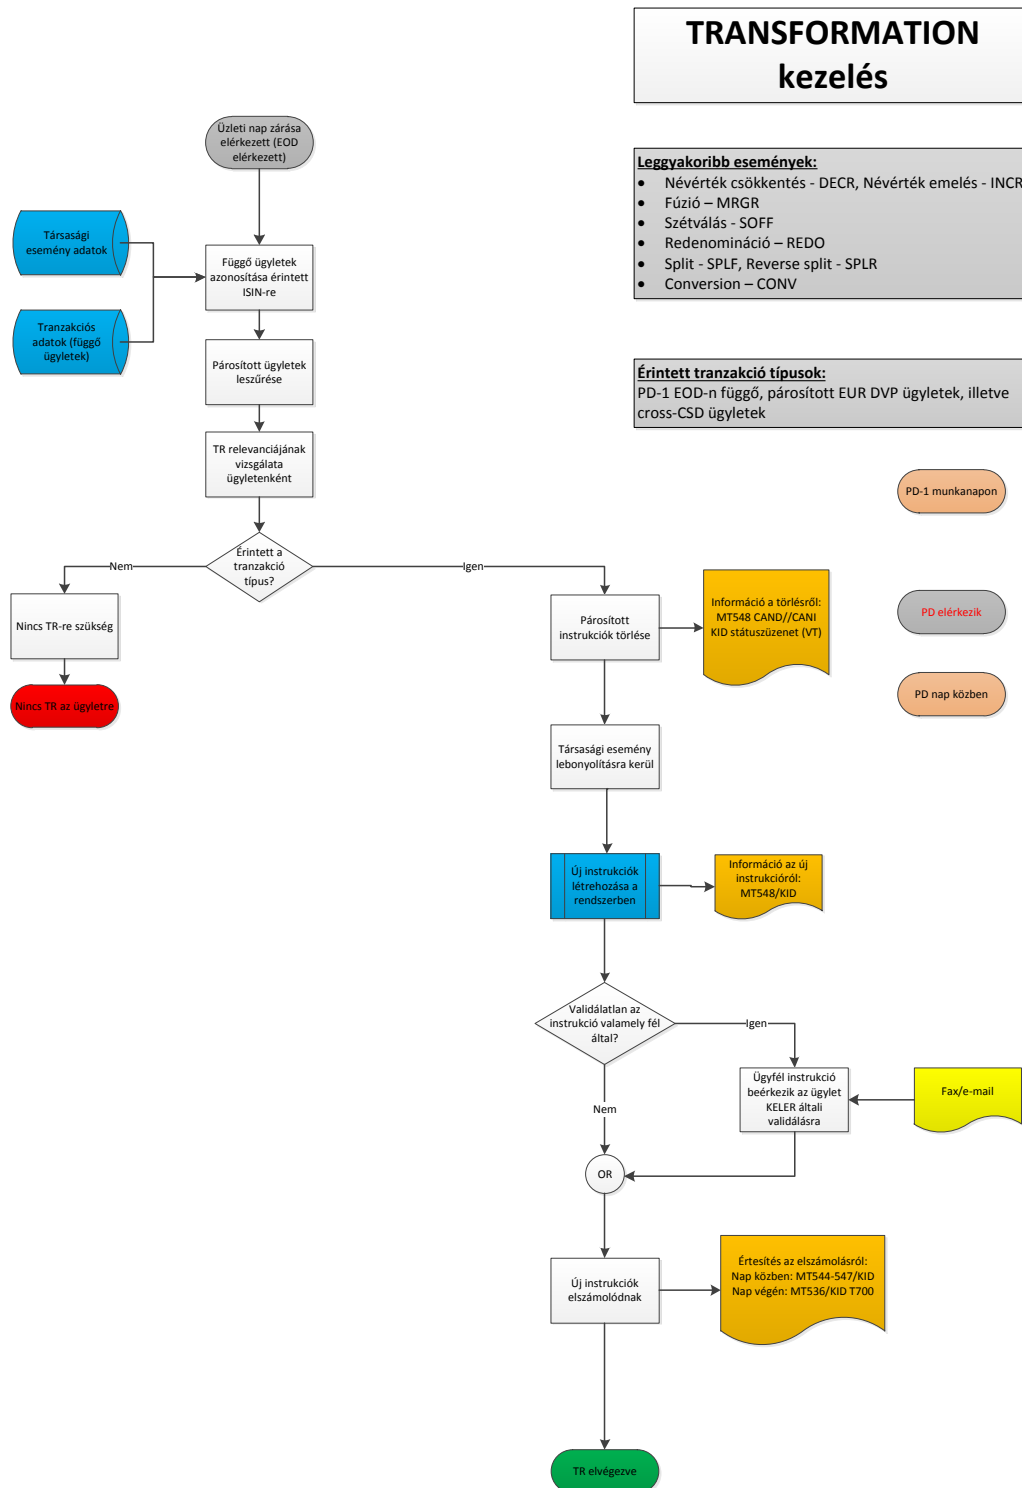 TRANSFORMATION
kezelés
Üzleti nap zárása
elérkezett (EOD
elérkezett)
Leggyakoribb események:
• Névérték csökkentés - DECR, Névérték emelés - INCR
• Fúzió – MRGR
• Szétválás - SOFF
• Redenomináció – REDO
• Split - SPLF, Reverse split - SPLR
• Conversion – CONV
Társasági
esemény adatok
Függő ügyletek
azonosítása érintett
ISIN-re
Tranzakciós
adatok (függő
ügyletek)
Párosított ügyletek
leszűrése
Érintett tranzakció típusok:
PD-1 EOD-n függő, párosított EUR DVP ügyletek, illetve
cross-CSD ügyletek
TR relevanciájának
vizsgálata
ügyletenként
PD-1 munkanapon
Érintett a
tranzakció
típus?
Nem
Igen
Nincs TR-re szükség
Párosított
instrukciók törlése
Információ a törlésről:
MT548 CAND//CANI
KID státuszüzenet (VT)
PD elérkezik
Nincs TR az ügyletre
PD nap közben
Társasági esemény
lebonyolításra kerül
Új instrukciók
létrehozása a
rendszerben
Információ az új
instrukcióról:
MT548/KID
Validálatlan az
instrukció valamely fél
által?
Igen
Nem
Ügyfél instrukció
beérkezik az ügylet
KELER általi
validálásra
Fax/e-mail
OR
Új instrukciók
elszámolódnak
Értesítés az elszámolásról:
Nap közben: MT544-547/KID
Nap végén: MT536/KID T700
TR elvégezve